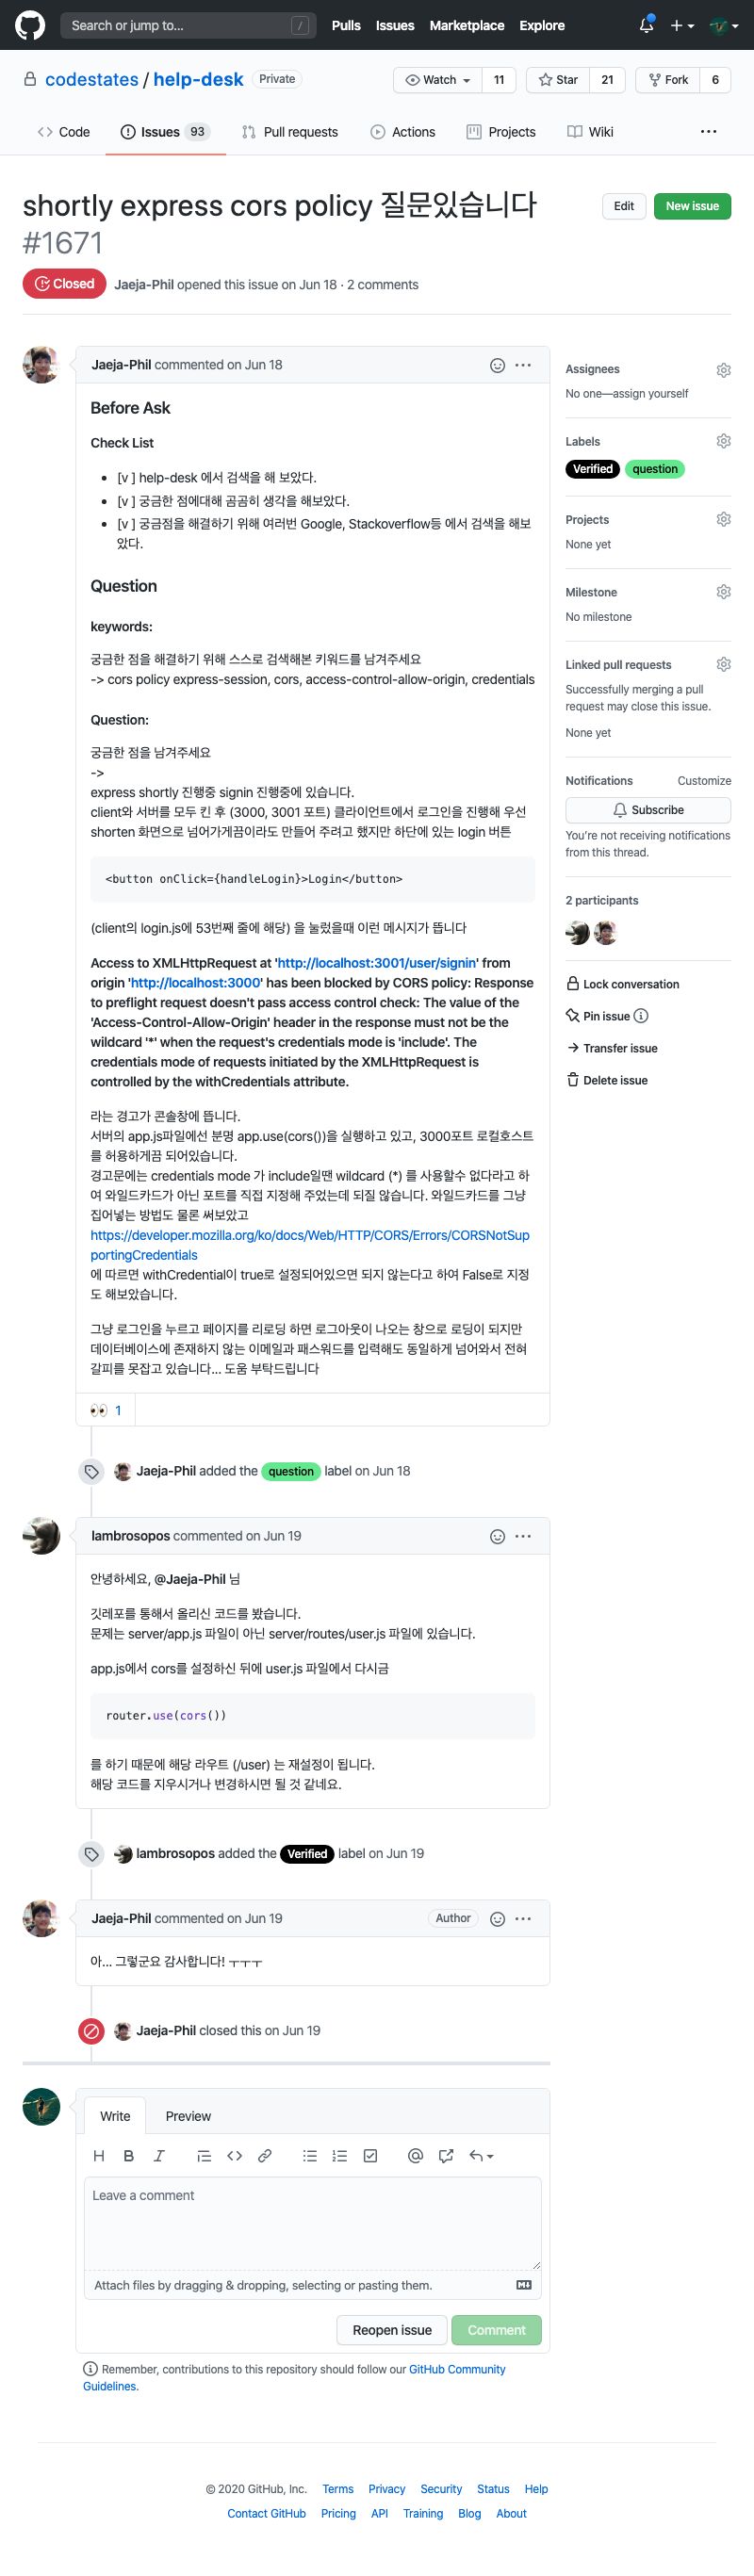 Search or jump to...
/
Pulls Issues Marketplace Explore
codestates / help-desk Private
Watch 11 Star 21 Fork 6
Code Issues 93 Pull requests Actions Projects Wiki ...
shortly express cors policy 질문있습니다
#1671
Edit New issue
Closed Jaeja-Phil opened this issue on Jun 18 · 2 comments
Jaeja-Phil commented on Jun 18
Before Ask
Check List
• [v ] help-desk 에서 검색을 해 보았다.
• [v ] 궁금한 점에대해 곰곰히 생각을 해보았다.
• [v ] 궁금점을 해결하기 위해 여러번 Google, Stackoverflow등 에서 검색을 해보
았다.
Question
keywords:
궁금한 점을 해결하기 위해 스스로 검색해본 키워드를 남겨주세요
-> cors policy express-session, cors, access-control-allow-origin, credentials
Question:
궁금한 점을 남겨주세요
->
express shortly 진행중 signin 진행중에 있습니다.
client와 서버를 모두 킨 후 (3000, 3001 포트) 클라이언트에서 로그인을 진행해 우선
shorten 화면으로 넘어가게끔이라도 만들어 주려고 했지만 하단에 있는 login 버튼
<button onClick={handleLogin}>Login</button>
(client의 login.js에 53번째 줄에 해당) 을 눌렀을때 이런 메시지가 뜹니다
Access to XMLHttpRequest at 'http://localhost:3001/user/signin' from
origin 'http://localhost:3000' has been blocked by CORS policy: Response
to preflight request doesn't pass access control check: The value of the
'Access-Control-Allow-Origin' header in the response must not be the
wildcard '*' when the request's credentials mode is 'include'. The
credentials mode of requests initiated by the XMLHttpRequest is
controlled by the withCredentials attribute.
라는 경고가 콘솔창에 뜹니다.
서버의 app.js파일에선 분명 app.use(cors())을 실행하고 있고, 3000포트 로컬호스트
를 허용하게끔 되어있습니다.
경고문에는 credentials mode 가 include일땐 wildcard (*) 를 사용할수 없다라고 하
여 와일드카드가 아닌 포트를 직접 지정해 주었는데 되질 않습니다. 와일드카드를 그냥
집어넣는 방법도 물론 써보았고
https://developer.mozilla.org/ko/docs/Web/HTTP/CORS/Errors/CORSNotSup
portingCredentials
에 따르면 withCredential이 true로 설정되어있으면 되지 않는다고 하여 False로 지정
도 해보았습니다.
그냥 로그인을 누르고 페이지를 리로딩 하면 로그아웃이 나오는 창으로 로딩이 되지만
데이터베이스에 존재하지 않는 이메일과 패스워드를 입력해도 동일하게 넘어와서 전혀
갈피를 못잡고 있습니다... 도움 부탁드립니다
👀 1
Jaeja-Phil added the question label on Jun 18
lambrosopos commented on Jun 19
안녕하세요, @Jaeja-Phil 님
깃레포를 통해서 올리신 코드를 봤습니다.
문제는 server/app.js 파일이 아닌 server/routes/user.js 파일에 있습니다.
app.js에서 cors를 설정하신 뒤에 user.js 파일에서 다시금
router.use(cors())
를 하기 때문에 해당 라우트 (/user) 는 재설정이 됩니다.
해당 코드를 지우시거나 변경하시면 될 것 같네요.
lambrosopos added the Verified label on Jun 19
Jaeja-Phil commented on Jun 19 Author
아... 그렇군요 감사합니다! ㅜㅜㅜ
Jaeja-Phil closed this on Jun 19
Write Preview
Leave a comment
Attach files by dragging & dropping, selecting or pasting them.
Reopen issue Comment
Remember, contributions to this repository should follow our GitHub Community
Guidelines.
Assignees
No one—assign yourself
Labels
Verified question
Projects
None yet
Milestone
No milestone
Linked pull requests
Successfully merging a pull
request may close this issue.
None yet
Notifications Customize
Subscribe
You're not receiving notifications
from this thread.
2 participants
Lock conversation
Pin issue
Transfer issue
Delete issue
© 2020 GitHub, Inc. Terms Privacy Security Status Help
Contact GitHub Pricing API Training Blog About